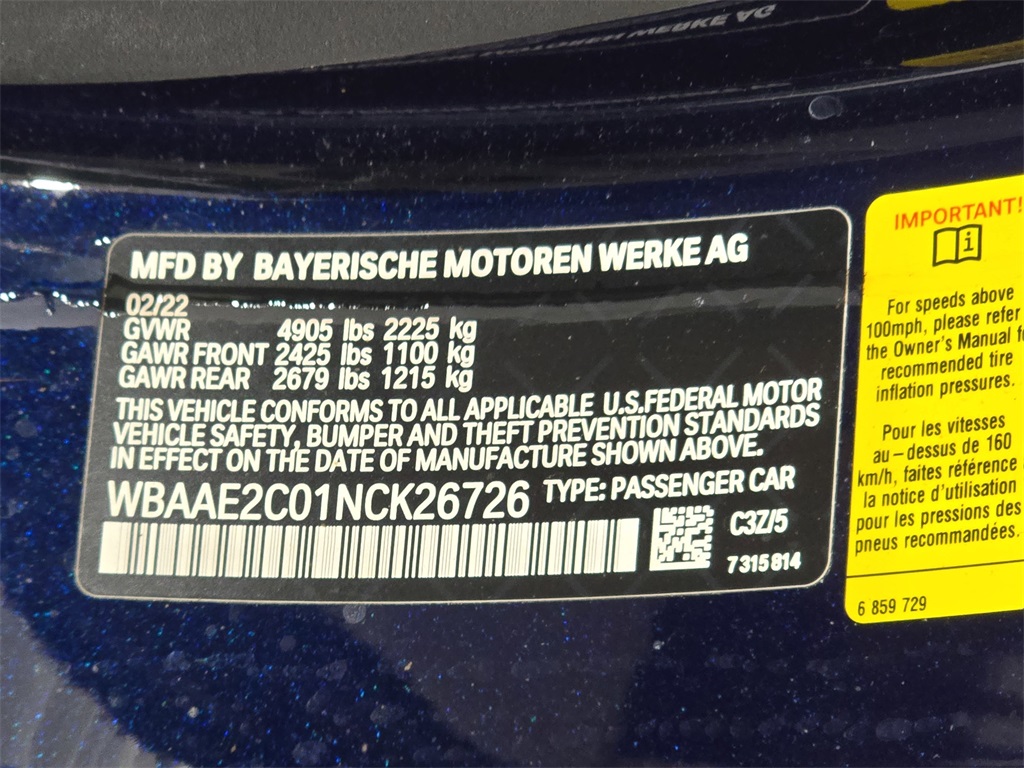 MFD BY BAYERISCHE MOTOREN WERKE AG
02/22
GVWR 4905 lbs 2225 kg
GAWR FRONT 2425 lbs 1100 kg
GAWR REAR 2679 lbs 1215 kg
THIS VEHICLE CONFORMS TO ALL APPLICABLE U.S.FEDERAL MOTOR
VEHICLE SAFETY, BUMPER AND THEFT PREVENTION STANDARDS
IN EFFECT ON THE DATE OF MANUFACTURE SHOWN ABOVE.
WBAAE2C01NCK26726 TYPE: PASSENGER CAR
C3Z/5
7315814
IMPORTANT!
For speeds above
100mph, please refer
the Owner's Manual
recommended tire
inflation pressures.
Pour les vitesses
au-dessus de 160
km/h, faites référence
la notice d'utilisation
pour les pressions des
pneus recommandées.
6 859 729